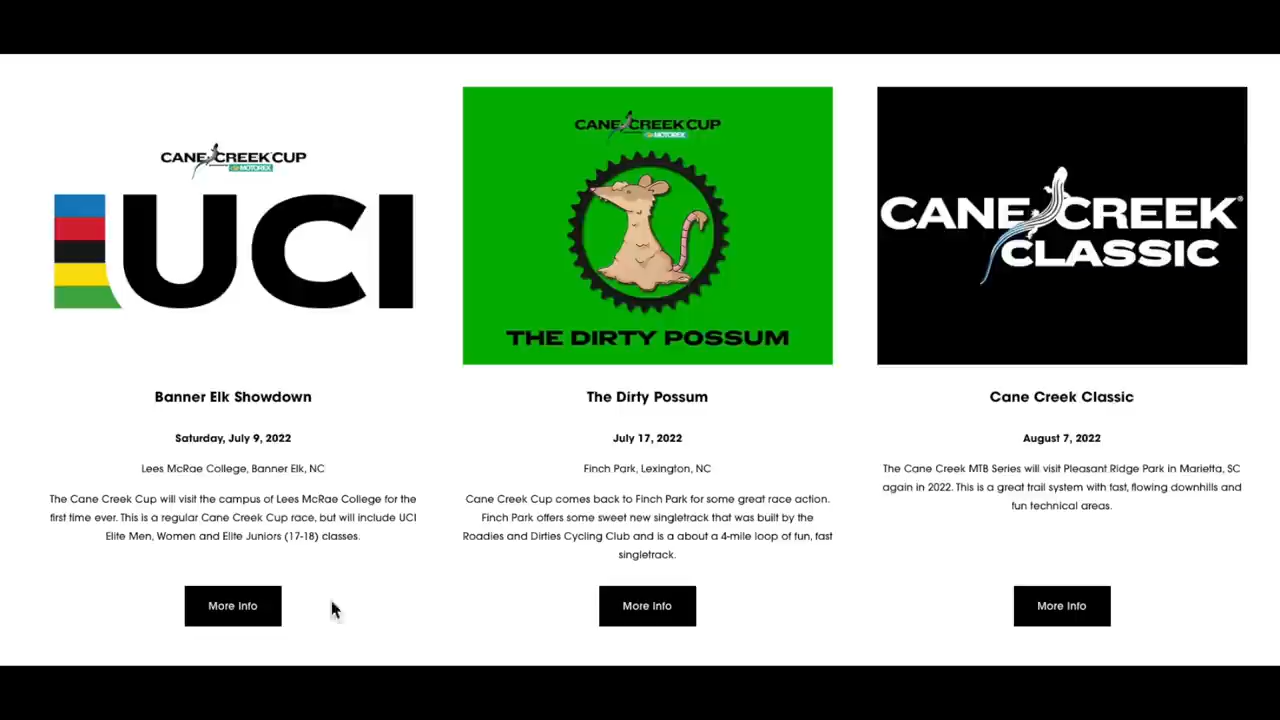 CANE CREEK CUP
MOTOREX
UCI
Banner Elk Showdown
Saturday, July 9, 2022
Lees McRae College, Banner Elk, NC
The Cane Creek Cup will visit the campus of Lees McRae College for the
first time ever. This is a regular Cane Creek Cup race, but will include UCI
Elite Men, Women and Elite Juniors (17-18) classes.
More Info
CANE CREEK CUP
MOTOREX
THE DIRTY POSSUM
The Dirty Possum
July 17, 2022
Finch Park, Lexington, NC
Cane Creek Cup comes back to Finch Park for some great race action.
Finch Park offers some sweet new singletrack that was built by the
Roadies and Dirties Cycling Club and is a about a 4-mile loop of fun, fast
singletrack.
More Info
CANE CREEK®
CLASSIC
Cane Creek Classic
August 7, 2022
The Cane Creek MTB Series will visit Pleasant Ridge Park in Marietta, SC
again in 2022. This is a great trail system with fast, flowing downhills and
fun technical areas.
More Info